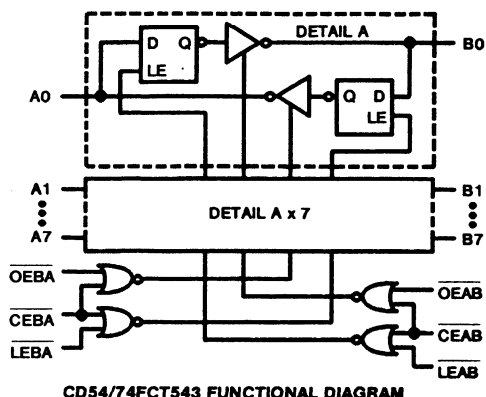 DETAIL A
D Q
LE
B0
A0
Q D
LE
A1
A7
DETAIL A x 7
B1
B7
OEBA
CEBA
LEBA
OEAB
CEAB
LEAB
CD54/74FCT543 FUNCTIONAL DIAGRAM